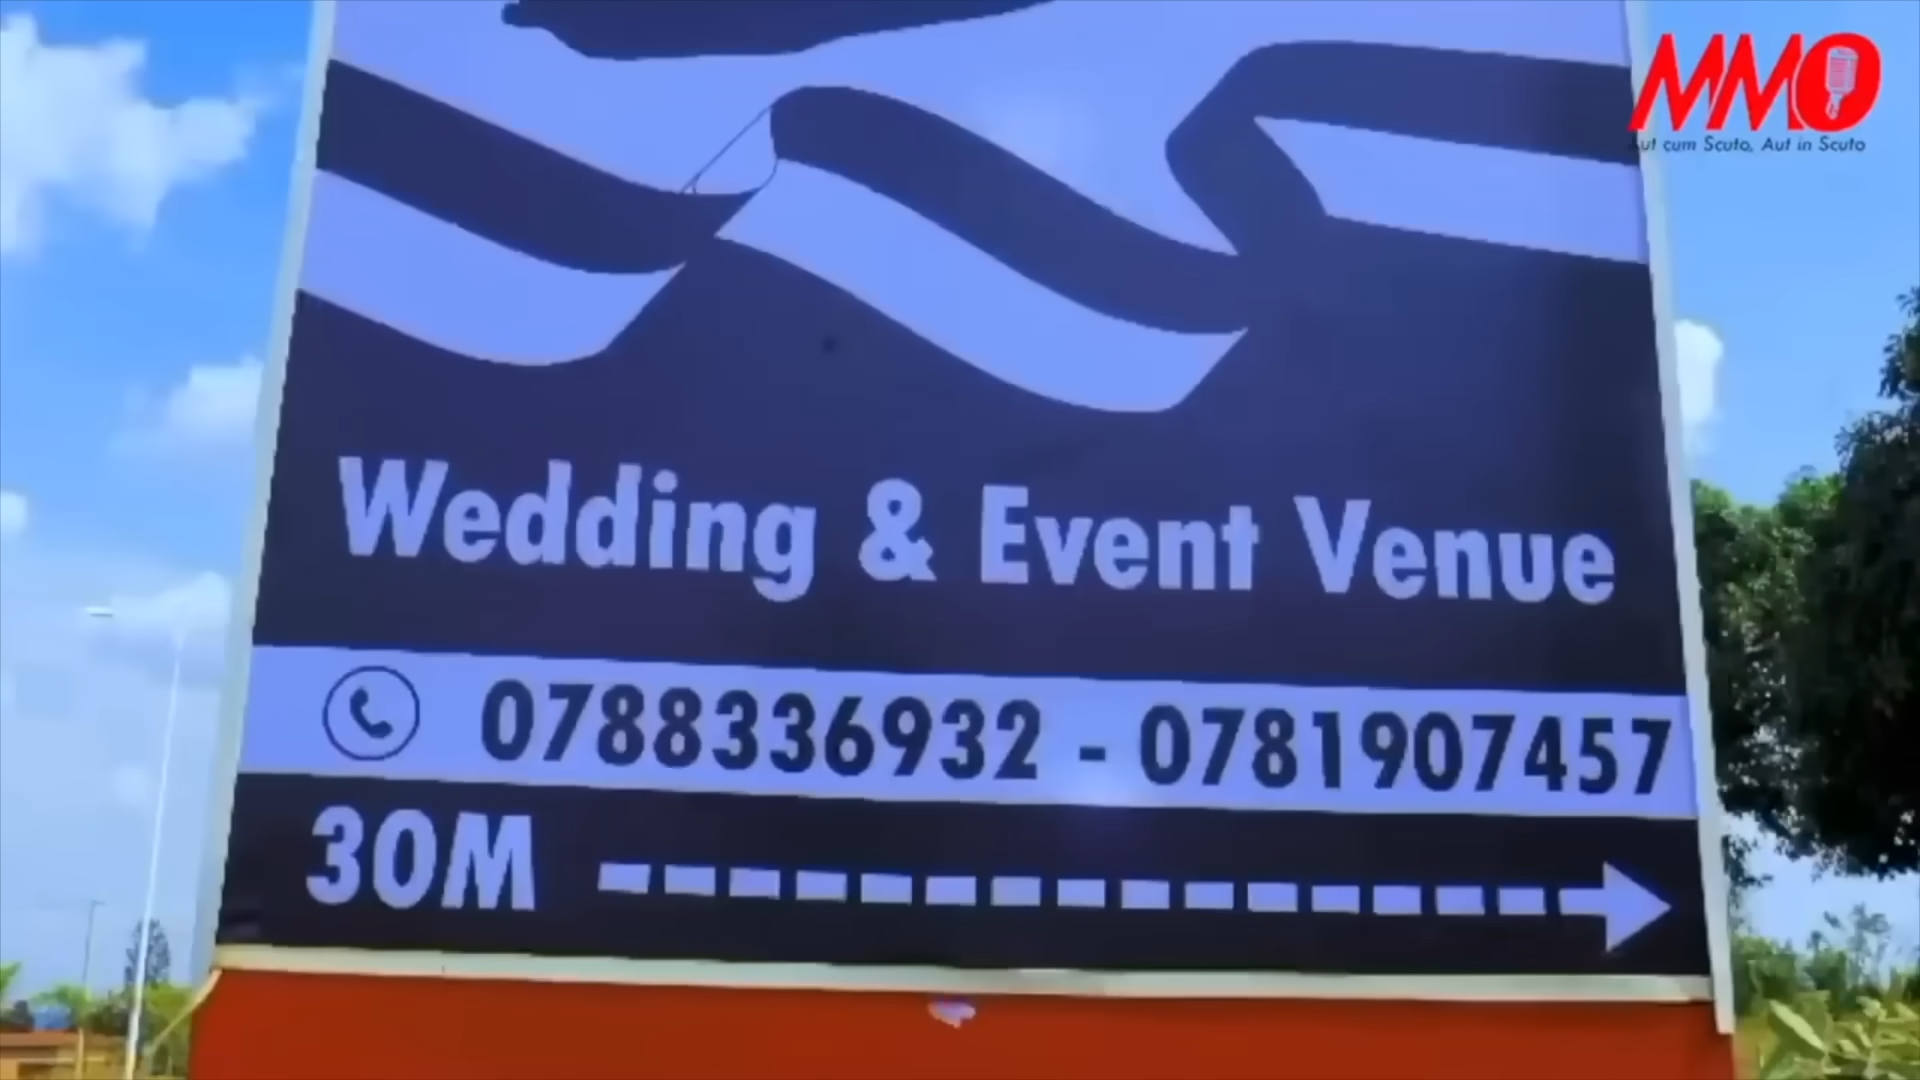 MMO
Aut cum Scuto, Aut in Scuto
Wedding & Event Venue
0788336932 - 0781907457
30M